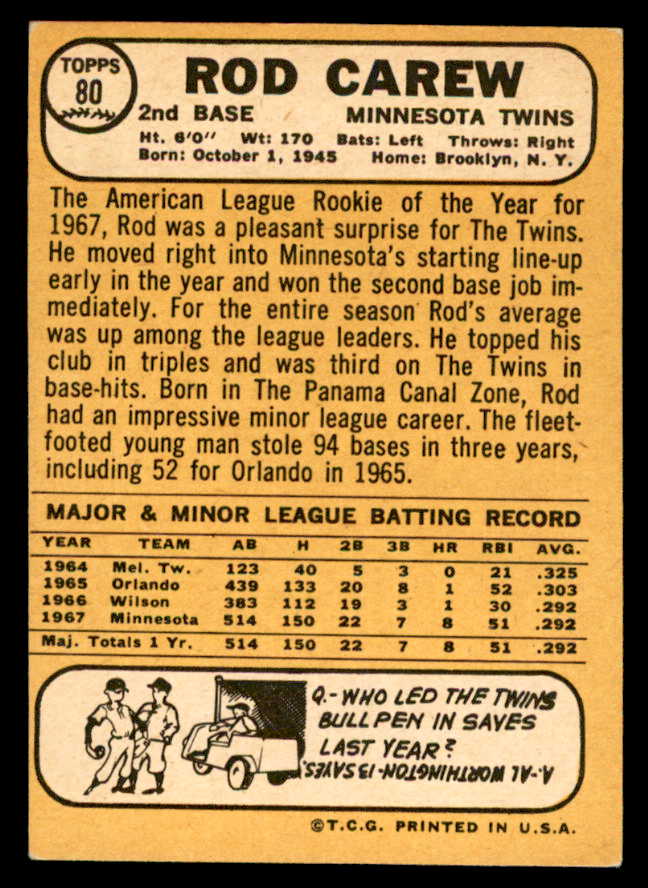 TOPPS
80
ROD CAREW
2nd BASE MINNESOTA TWINS
Ht. 6'0" Wt: 170 Bats: Left Throws: Right
Born: October 1, 1945 Home: Brooklyn, N. Y.
The American League Rookie of the Year for
1967, Rod was a pleasant surprise for The Twins.
He moved right into Minnesota's starting line-up
early in the year and won the second base job im-
mediately. For the entire season Rod's average
was up among the league leaders. He topped his
club in triples and was third on The Twins in
base-hits. Born in The Panama Canal Zone, Rod
had an impressive minor league career. The fleet-
footed young man stole 94 bases in three years,
including 52 for Orlando in 1965.
MAJOR & MINOR LEAGUE BATTING RECORD
YEAR TEAM AB H 2B 3B HR RBI AVG.
1964 Mel. Tw. 123 40 5 3 0 21 .325
1965 Orlando 439 133 20 8 1 52 .303
1966 Wilson 383 112 19 3 1 30 .292
1967 Minnesota 514 150 22 7 8 51 .292
Maj. Totals 1 Yr. 514 150 22 7 8 51 .292
Q.-WHO LED THE TWINS
BULLPEN IN SAVES
LAST YEAR?
A.-AL WORTHINGTON-13 SAVES.
©T.C.G. PRINTED IN U.S.A.